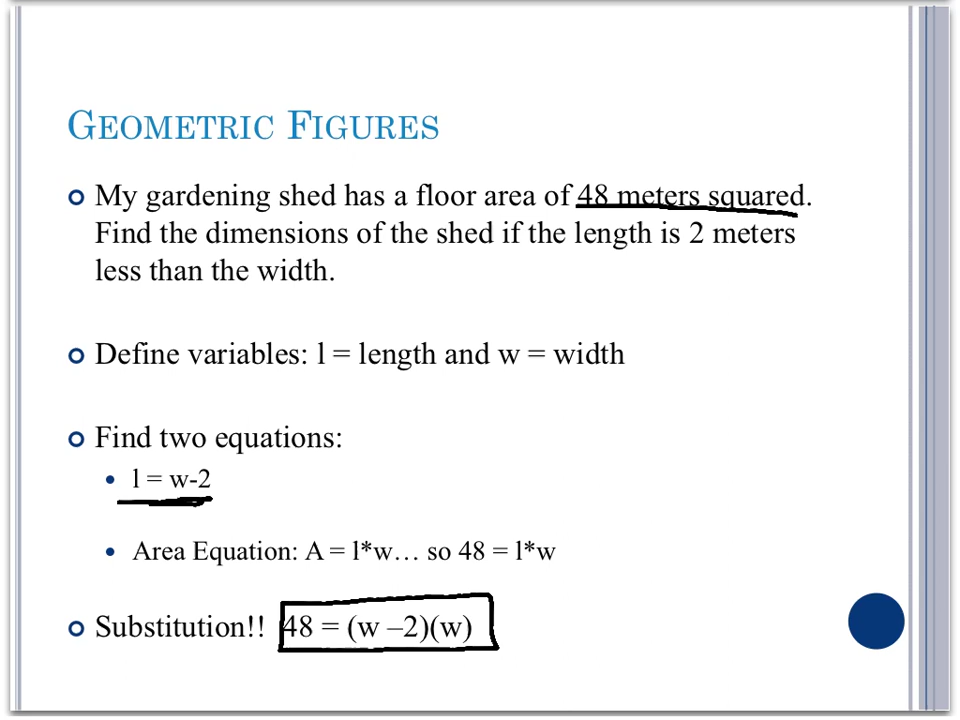 GEOMETRIC FIGURES
My gardening shed has a floor area of 48 meters squared.
Find the dimensions of the shed if the length is 2 meters
less than the width.
Define variables: l = length and w = width
Find two equations:
l = w-2
Area Equation: A = l*w… so 48 = l*w
Substitution!! 48 = (w –2)(w)